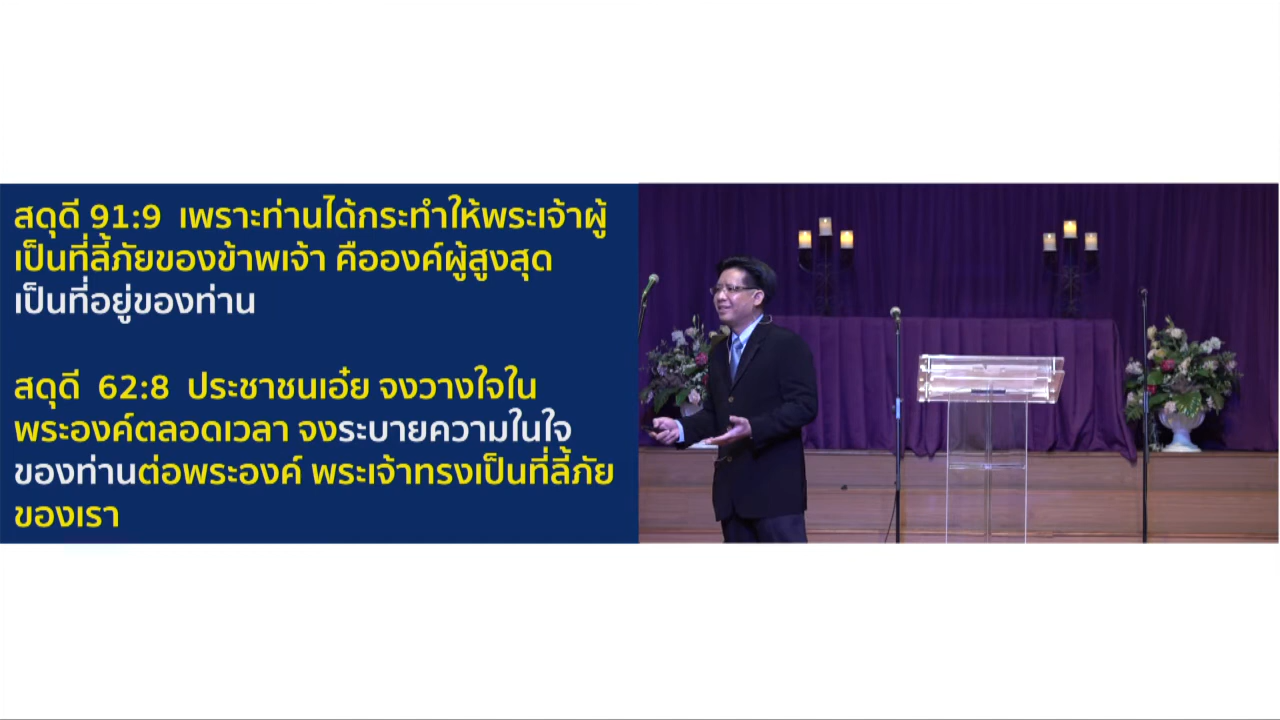 สดุดี 91:9 เพราะท่านได้กระทำให้พระเจ้าผู้
เป็นที่ลี้ภัยของข้าพเจ้า คือองค์ผู้สูงสุด
เป็นที่อยู่ของท่าน
สดุดี 62:8 ประชาชนเอ๋ย จงวางใจใน
พระองค์ตลอดเวลา จงระบายความในใจ
ของท่านต่อพระองค์ พระเจ้าทรงเป็นที่ลี้ภัย
ของเรา